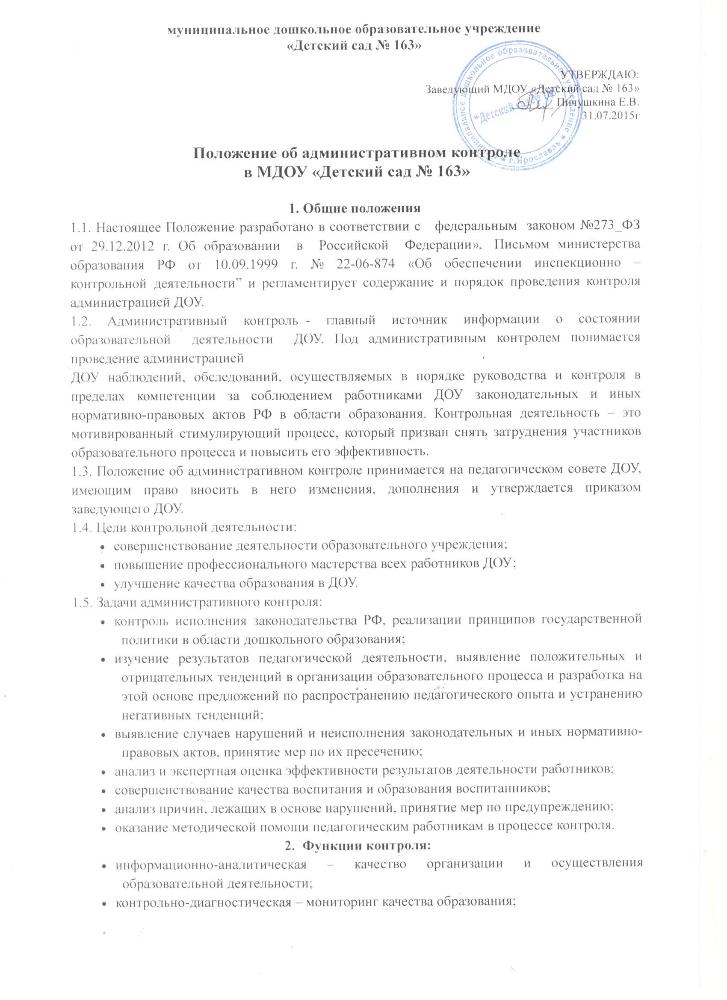 муниципальное дошкольное образовательное учреждение
«Детский сад № 163»
УТВЕРЖДАЮ:
Заведующий МДОУ «Детский сад № 163»
Пичушкина Е.В.
31.07.2015г
муниципальное дошкольное образовательное учреждение * г.Ярославль *
“Детский сад № 163”
Положение об административном контроле
в МДОУ «Детский сад № 163»
1. Общие положения
1.1. Настоящее Положение разработано в соответствии с федеральным законом №273_ФЗ
от 29.12.2012 г. Об образовании в Российской Федерации», Письмом министерства
образования РФ от 10.09.1999 г. № 22-06-874 «Об обеспечении инспекционно –
контрольной деятельности” и регламентирует содержание и порядок проведения контроля
администрацией ДОУ.
1.2. Административный контроль - главный источник информации о состоянии
образовательной деятельности ДОУ. Под административным контролем понимается
проведение администрацией
ДОУ наблюдений, обследований, осуществляемых в порядке руководства и контроля в
пределах компетенции за соблюдением работниками ДОУ законодательных и иных
нормативно-правовых актов РФ в области образования. Контрольная деятельность – это
мотивированный стимулирующий процесс, который призван снять затруднения участников
образовательного процесса и повысить его эффективность.
1.3. Положение об административном контроле принимается на педагогическом совете ДОУ,
имеющим право вносить в него изменения, дополнения и утверждается приказом
заведующего ДОУ.
1.4. Цели контрольной деятельности:
• совершенствование деятельности образовательного учреждения;
• повышение профессионального мастерства всех работников ДОУ;
• улучшение качества образования в ДОУ.
1.5. Задачи административного контроля:
• контроль исполнения законодательства РФ, реализации принципов государственной
политики в области дошкольного образования;
• изучение результатов педагогической деятельности, выявление положительных и
отрицательных тенденций в организации образовательного процесса и разработка на
этой основе предложений по распространению педагогического опыта и устранению
негативных тенденций;
• выявление случаев нарушений и неисполнения законодательных и иных нормативно-
правовых актов, принятие мер по их пресечению;
• анализ и экспертная оценка эффективности результатов деятельности работников;
• совершенствование качества воспитания и образования воспитанников;
• анализ причин, лежащих в основе нарушений, принятие мер по предупреждению;
• оказание методической помощи педагогическим работникам в процессе контроля.
2. Функции контроля:
• информационно-аналитическая – качество организации и осуществления
образовательной деятельности;
• контрольно-диагностическая – мониторинг качества образования;